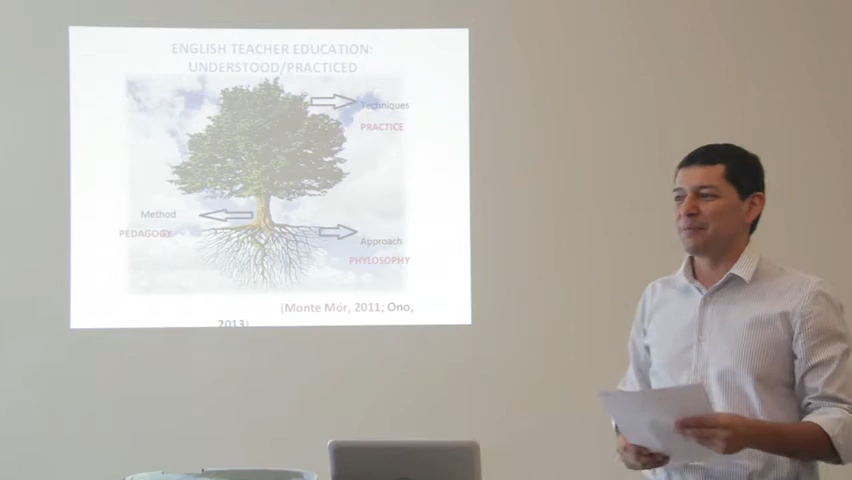 ENGLISH TEACHER EDUCATION:
UNDERSTOOD/PRACTICED
Techniques
PRACTICE
Method
PEDAGOGY
Approach
PHYLOSOPHY
(Monte Mór, 2011; Ono,
2013)